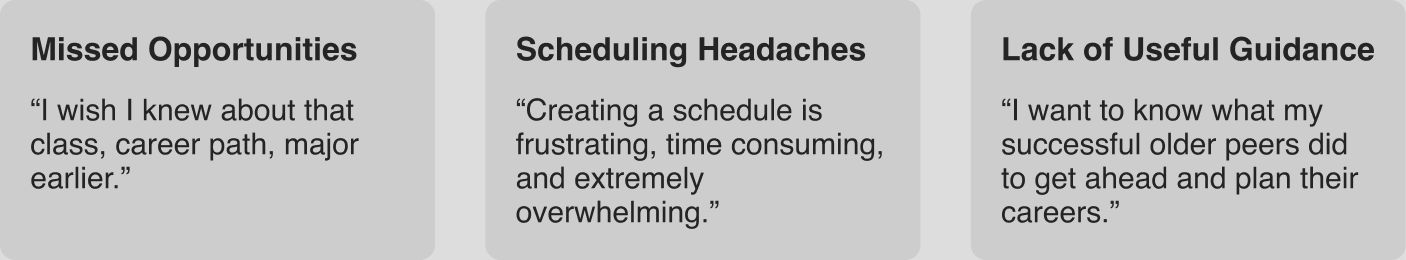 Missed Opportunities
“I wish I knew about that
class, career path, major
earlier.”
Scheduling Headaches
“Creating a schedule is
frustrating, time consuming,
and extremely
overwhelming.”
Lack of Useful Guidance
“I want to know what my
successful older peers did
to get ahead and plan their
careers.”